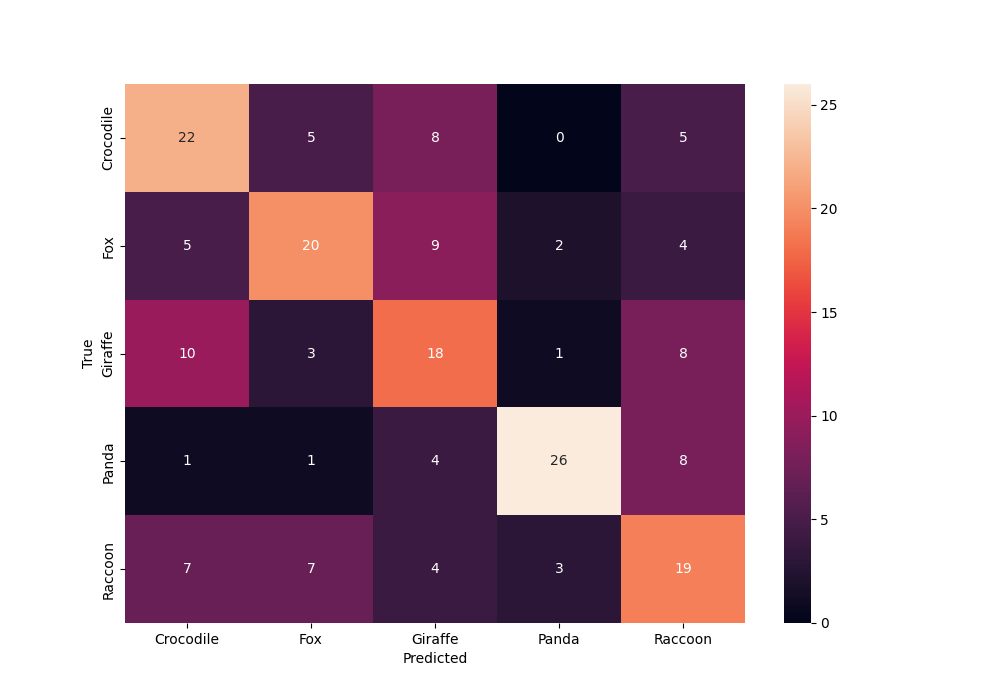 Crocodile 22 5 8 0 5
Fox 5 20 9 2 4
Giraffe 10 3 18 1 8
Panda 1 1 4 26 8
Raccoon 7 7 4 3 19
True
Crocodile Fox Giraffe Panda Raccoon
Predicted
25
20
15
10
5
0